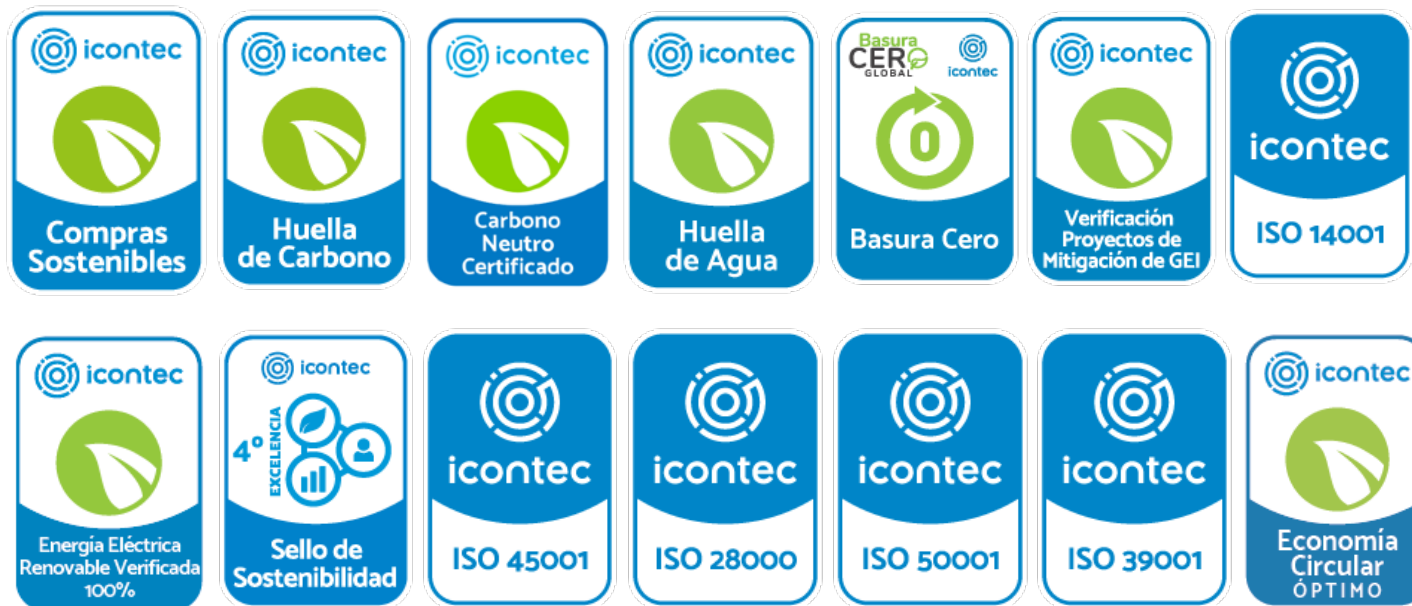 icontec
Compras
Sostenibles
icontec
Huella
de Carbono
icontec
Carbono
Neutro
Certificado
icontec
Huella
de Agua
Basura
CERO
GLOBAL
icontec
0
Basura Cero
icontec
Verificación
Proyectos de
Mitigación de GEI
icontec
ISO 14001
icontec
Energía Eléctrica
Renovable Verificada
100%
icontec
4º
EXCELENCIA
Sello de
Sostenibilidad
icontec
ISO 45001
icontec
ISO 28000
icontec
ISO 50001
icontec
ISO 39001
icontec
Economía
Circular
ÓPTIMO